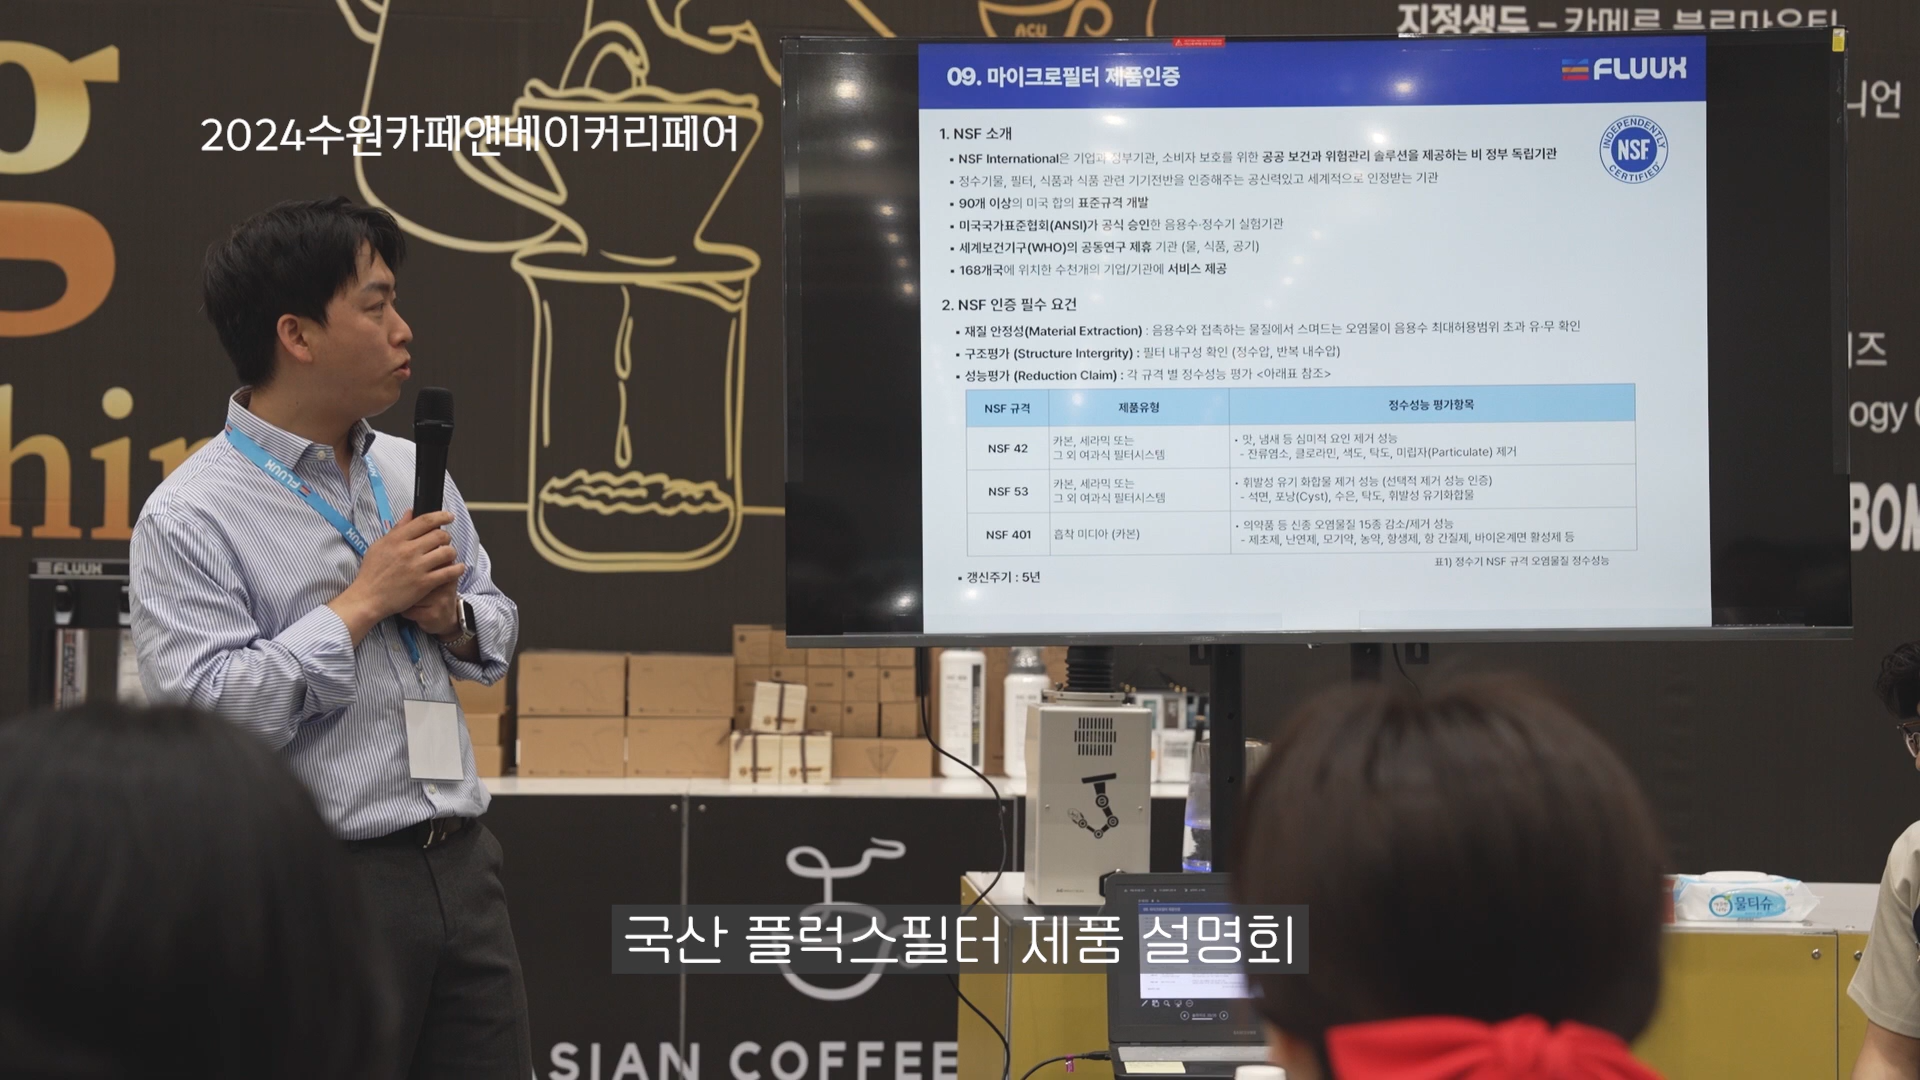 지정생두 - 카메룬 블루마운틴
09. 마이크로필터 제품인증
FLUUX
2024수원카페앤베이커리페어
1. NSF 소개
▪ NSF International은 기업과 정부기관, 소비자 보호를 위한 공공 보건과 위험관리 솔루션을 제공하는 비 정부 독립기관
▪ 정수기물, 필터, 식품과 식품 관련 기기전반을 인증해주는 공신력있고 세계적으로 인정받는 기관
▪ 90개 이상의 미국 합의 표준규격 개발
▪ 미국국가표준협회(ANSI)가 공식 승인한 음용수·정수기 실험기관
▪ 세계보건기구(WHO)의 공동연구 제휴 기관 (물, 식품, 공기)
▪ 168개국에 위치한 수천개의 기업/기관에 서비스 제공
INDEPENDENTLY
NSF
CERTIFIED
2. NSF 인증 필수 요건
▪ 재질 안정성(Material Extraction) : 음용수와 접촉하는 물질에서 스며드는 오염물이 음용수 최대허용범위 초과 유·무 확인
▪ 구조평가 (Structure Intergrity) : 필터 내구성 확인 (정수압, 반복 내수압)
▪ 성능평가 (Reduction Claim) : 각 규격 별 정수성능 평가 <아래표 참조>
NSF 규격 제품유형 정수성능 평가항목
NSF 42
카본, 세라믹 또는
그 외 여과식 필터시스템
• 맛, 냄새 등 심미적 요인 제거 성능
- 잔류염소, 클로라민, 색도, 탁도, 미립자(Particulate) 제거
NSF 53
카본, 세라믹 또는
그 외 여과식 필터시스템
• 휘발성 유기 화합물 제거 성능 (선택적 제거 성능 인증)
- 석면, 포낭(Cyst), 수은, 탁도, 휘발성 유기화합물
NSF 401
흡착 미디어 (카본)
• 의약품 등 신종 오염물질 15종 감소/제거 성능
- 제초제, 난연제, 모기약, 농약, 항생제, 항 간질제, 바이온계면 활성제 등
표1) 정수기 NSF 규격 오염물질 정수성능
▪ 갱신주기 : 5년
g
hin
니언
즈
ogy
BOM
FLUUX
FLUUX
FLUUX
물티슈
국산 플럭스필터 제품 설명회
SIAN COFFEE